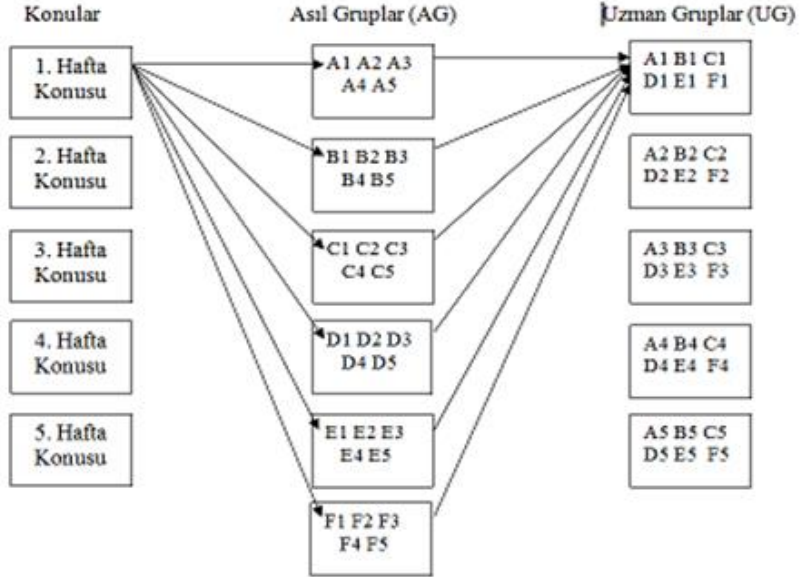 Konular
Asıl Gruplar (AG)
Uzman Gruplar (UG)
1. Hafta
Konusu
2. Hafta
Konusu
3. Hafta
Konusu
4. Hafta
Konusu
5. Hafta
Konusu
A1 A2 A3
A4 A5
B1 B2 B3
B4 B5
C1 C2 C3
C4 C5
D1 D2 D3
D4 D5
E1 E2 E3
E4 E5
F1 F2 F3
F4 F5
A1 B1 C1
D1 E1 F1
A2 B2 C2
D2 E2 F2
A3 B3 C3
D3 E3 F3
A4 B4 C4
D4 E4 F4
A5 B5 C5
D5 E5 F5